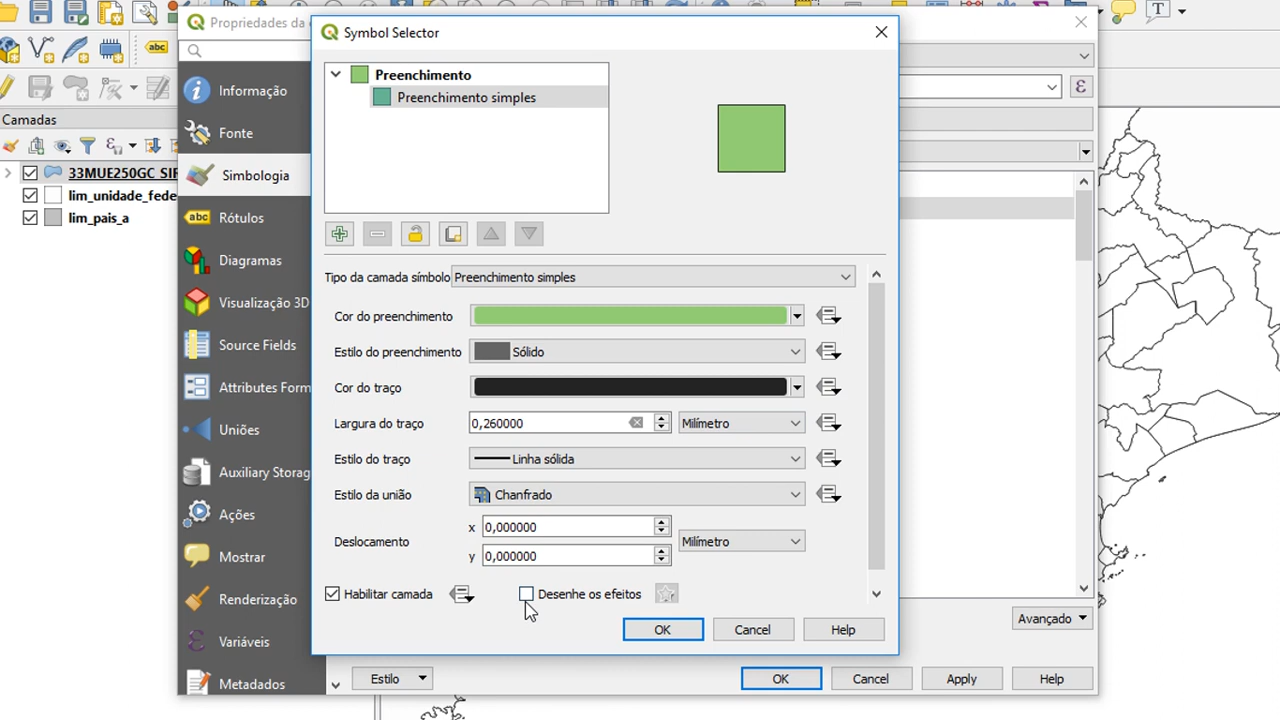 Propriedades da
Symbol Selector
T
abc
Camadas
33MUE250GC_SIR
lim_unidade_fede
lim_pais_a
Informação
Fonte
Simbologia
abc Rótulos
Diagramas
Visualização 3D
Source Fields
Attributes Form
Uniões
Auxiliary Storag
Ações
Mostrar
Renderização
Variáveis
Metadados
Preenchimento
Preenchimento simples
Tipo da camada símbolo Preenchimento simples
Cor do preenchimento
Estilo do preenchimento Sólido
Cor do traço
Largura do traço 0,260000 Milímetro
Estilo do traço Linha sólida
Estilo da união Chanfrado
x 0,000000
Deslocamento Milímetro
y 0,000000
Habilitar camada Desenhe os efeitos
OK Cancel Help
ε
Avançado
Estilo OK Cancel Apply Help